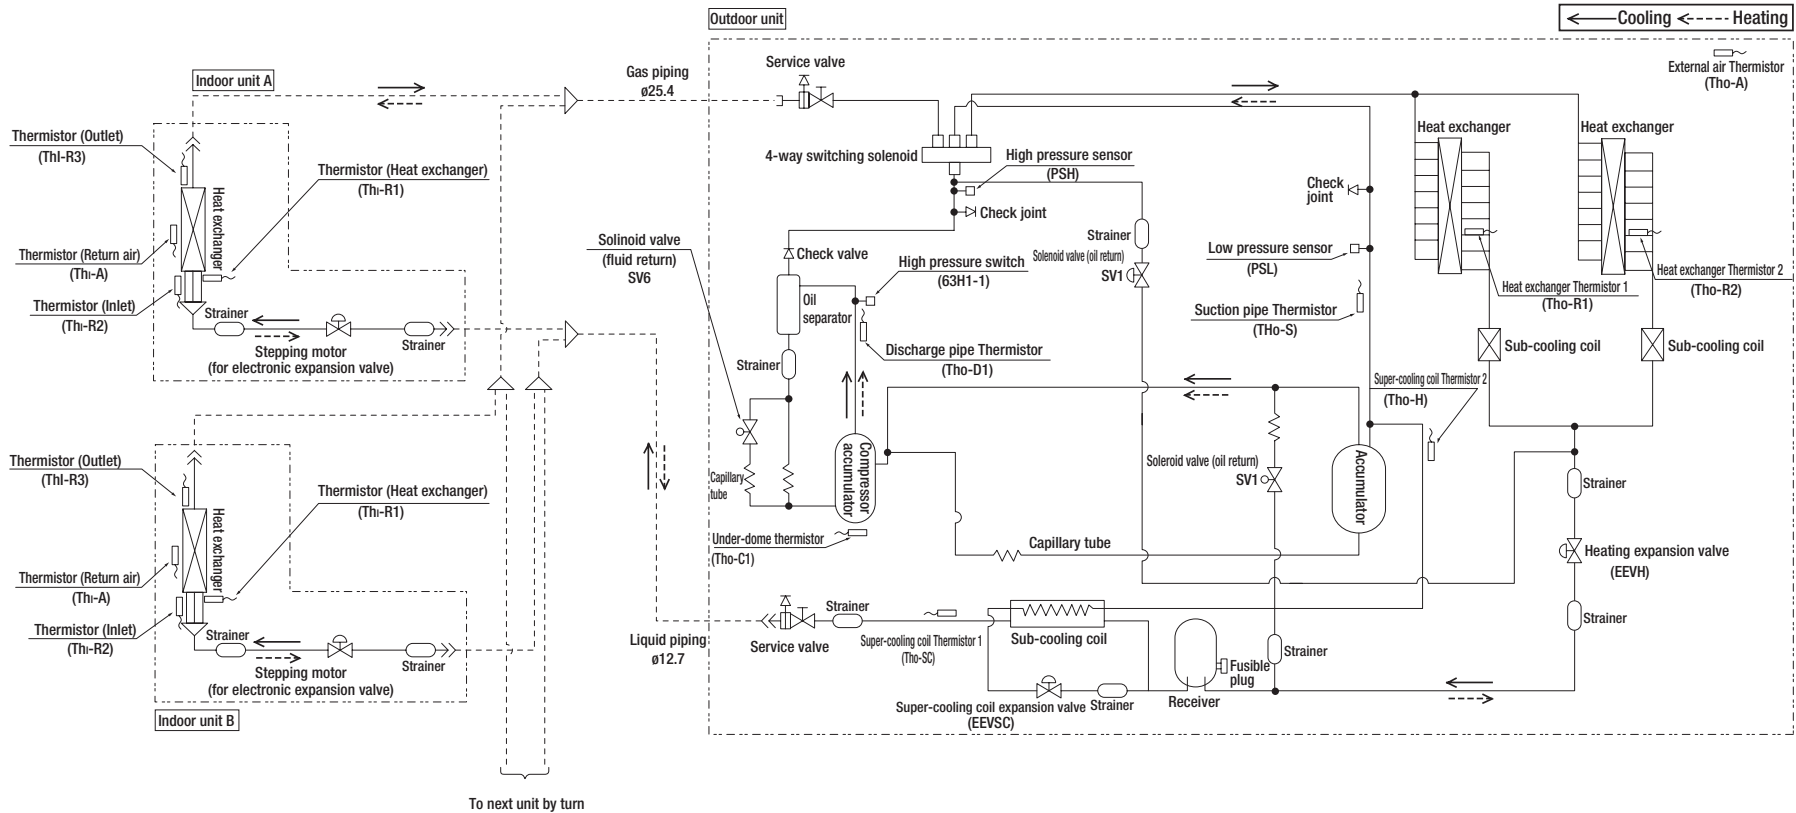 Outdoor unit
Cooling
Heating
External air Thermistor
(Tho-A)
Service valve
Gas piping
ø25.4
Indoor unit A
Thermistor (Outlet)
(ThI-R3)
Thermistor (Heat exchanger)
(ThI-R1)
Heat exchanger
Thermistor (Return air)
(ThI-A)
Thermistor (Inlet)
(ThI-R2)
Strainer
Stepping motor
(for electronic expansion valve)
Strainer
4-way switching solenoid
High pressure sensor
(PSH)
Check joint
Heat exchanger
Heat exchanger
Check
joint
Solinoid valve
(fluid return)
SV6
Check valve
Strainer
Solenoid valve (oil return)
SV1
High pressure switch
(63H1-1)
Oil
separator
Low pressure sensor
(PSL)
Suction pipe Thermistor
(THo-S)
Heat exchanger Thermistor 1
(Tho-R1)
Heat exchanger Thermistor 2
(Tho-R2)
Discharge pipe Thermistor
(Tho-D1)
Strainer
Sub-cooling coil
Sub-cooling coil
Super-cooling coil Thermistor 2
(Tho-H)
Thermistor (Outlet)
(ThI-R3)
Thermistor (Heat exchanger)
(ThI-R1)
Heat exchanger
Thermistor (Return air)
(ThI-A)
Thermistor (Inlet)
(ThI-R2)
Strainer
Stepping motor
(for electronic expansion valve)
Strainer
Indoor unit B
Capillary
tube
Compressor
accumulator
Soleroid valve (oil return)
SV1
Accumulator
Strainer
Under-dome thermistor
(Tho-C1)
Capillary tube
Heating expansion valve
(EEVH)
Strainer
Liquid piping
ø12.7
Service valve
Strainer
Super-cooling coil Thermistor 1
(Tho-SC)
Sub-cooling coil
Strainer
Fusible
plug
Receiver
Super-cooling coil expansion valve
(EEVSC)
Strainer
To next unit by turn